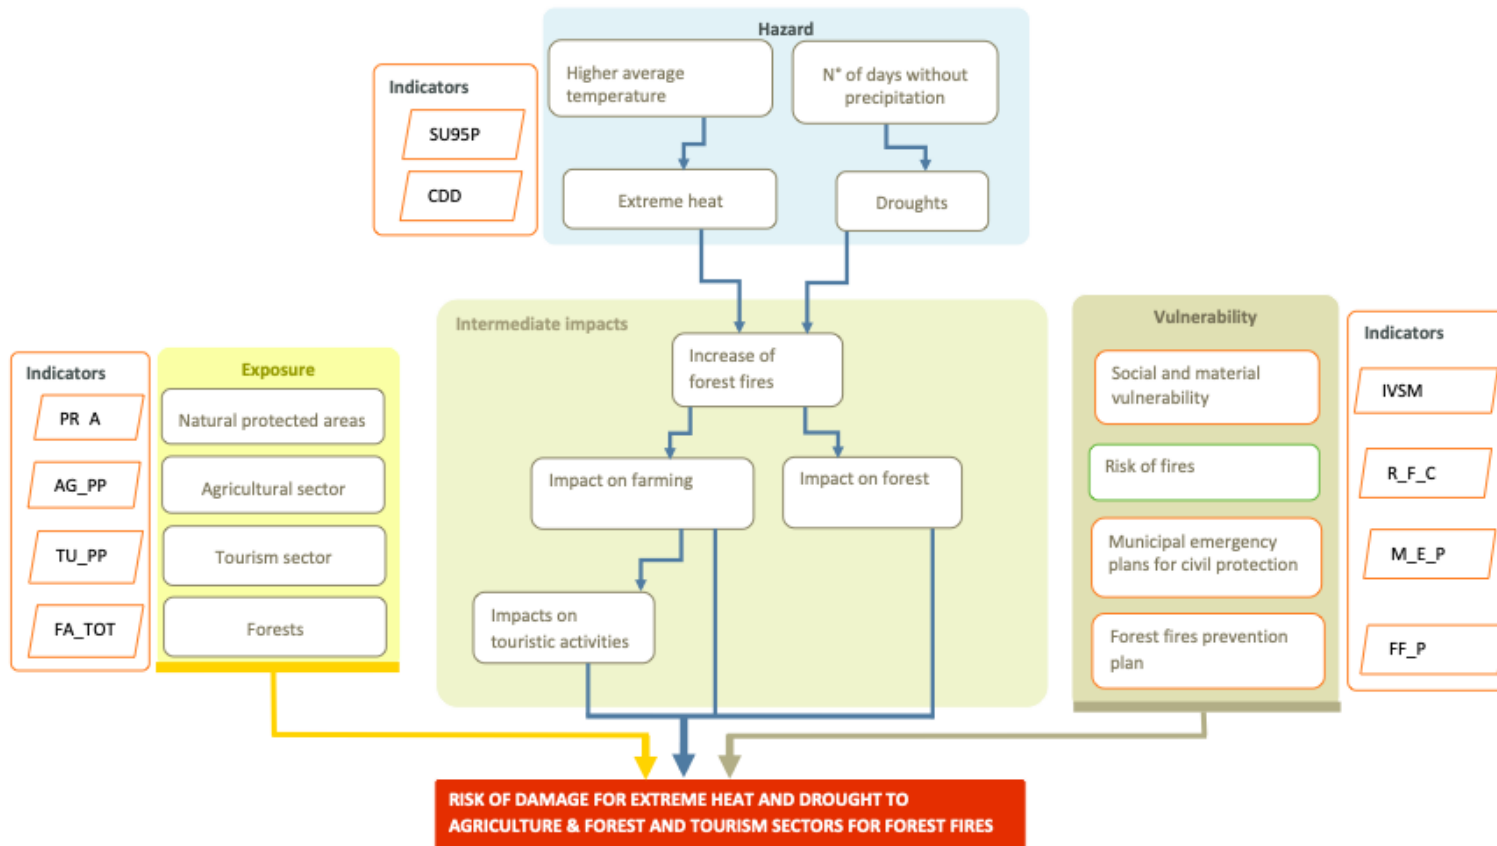 Hazard
Indicators
SU95P
CDD
Higher average
temperature
N° of days without
precipitation
Extreme heat
Droughts
Intermediate impacts
Increase of
forest fires
Impact on farming
Impact on forest
Impacts on
touristic activities
Indicators
PR A
AG_PP
TU_PP
FA_TOT
Exposure
Natural protected areas
Agricultural sector
Tourism sector
Forests
Vulnerability
Social and material
vulnerability
Risk of fires
Municipal emergency
plans for civil protection
Forest fires prevention
plan
Indicators
IVSM
R_F_C
M_E_P
FF_P
RISK OF DAMAGE FOR EXTREME HEAT AND DROUGHT TO
AGRICULTURE & FOREST AND TOURISM SECTORS FOR FOREST FIRES